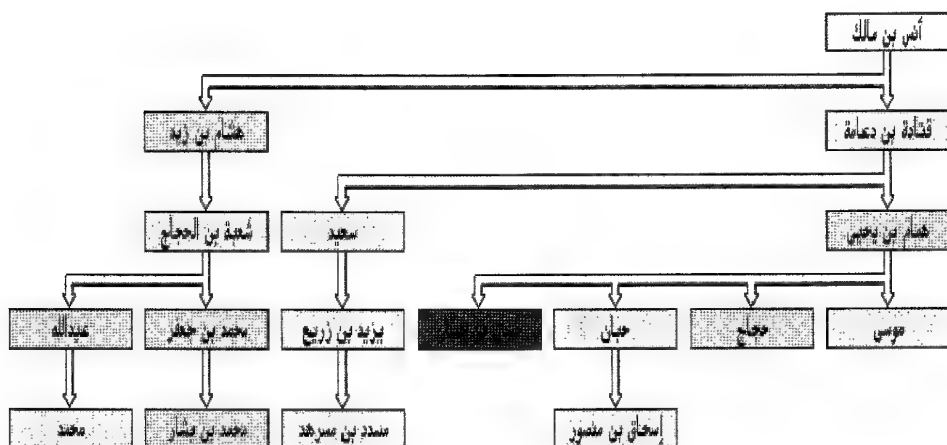 أنس بن مالك
قتادة بن دعامة
هشام بن زيد
همام بن يحيى
سعيد
شعبة بن الحجاج
موسى
حجاج
حبان
يزيد بن زريع
محمد بن جعفر
عبدالله
أسحاق بن منصور
مسدد بن مسرهد
محمد بن بشار
محمد